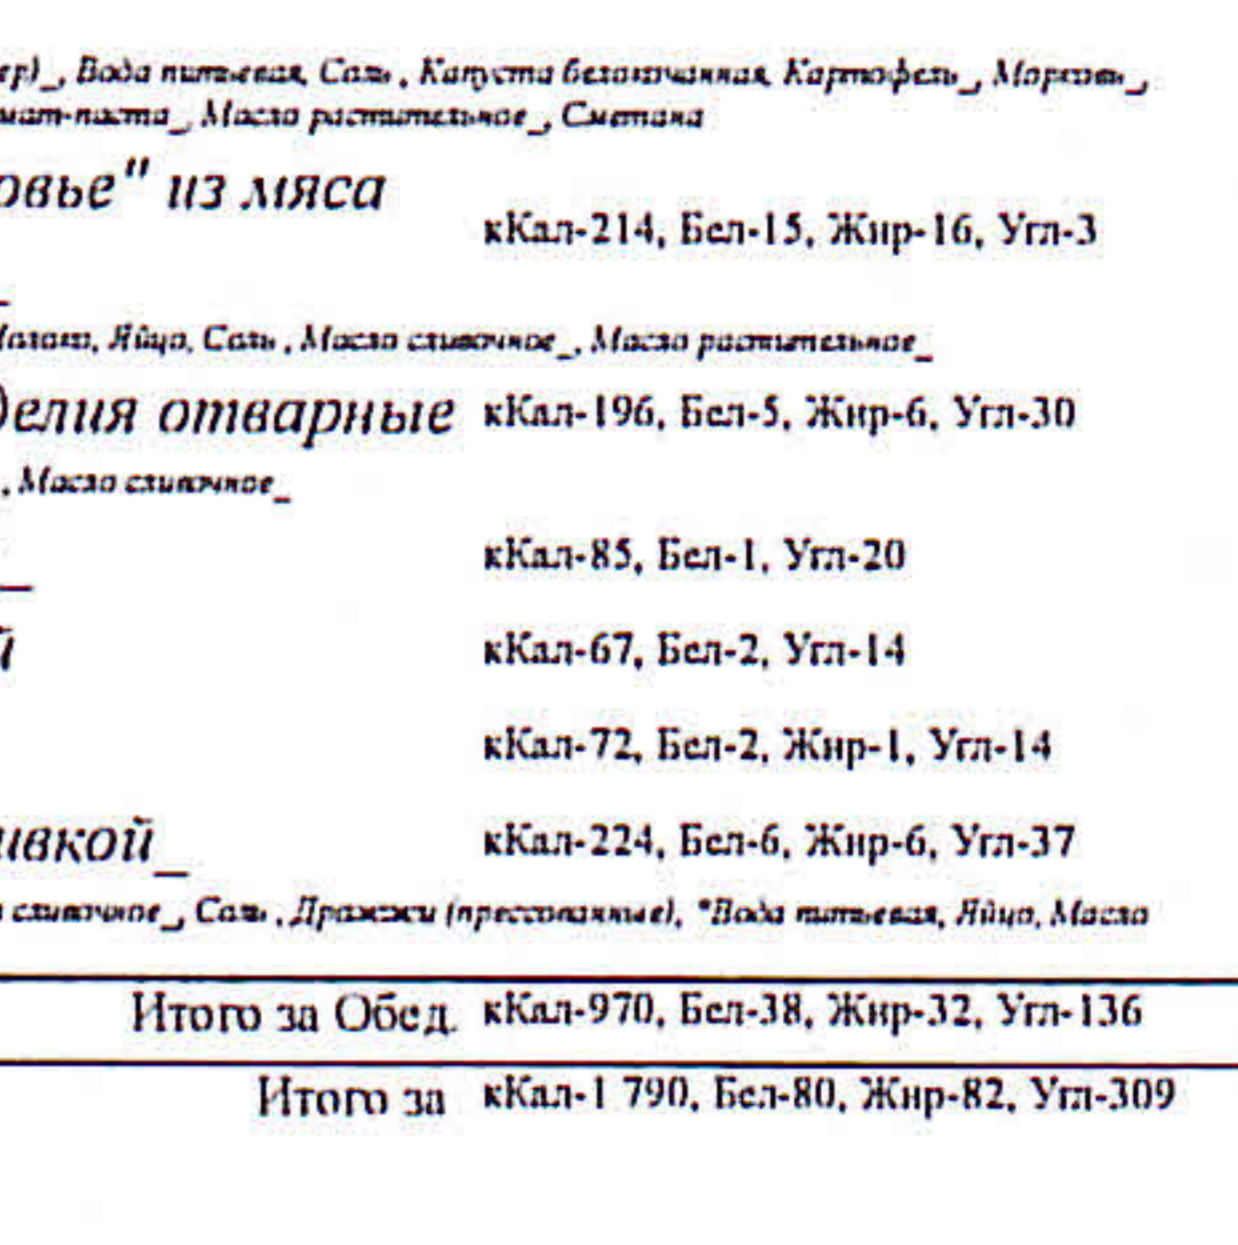 ер)_, Вода питьевая, Соль , Капуста белокочанная, Картофель_, Морковь_,
мат-паста_, Масло растительное_, Сметана
овье" из мяса
кКал-214, Бел-15, Жир-16, Угл-3
Молоко, Яйцо, Соль , Масло сливочное_, Масло растительное_
делия отварные кКал-196, Бел-5, Жир-6, Угл-30
, Масло сливочное_
кКал-85, Бел-1, Угл-20
й кКал-67, Бел-2, Угл-14
кКал-72, Бел-2, Жир-1, Угл-14
ивкой_ кКал-224, Бел-6, Жир-6, Угл-37
сливочное_, Соль , Дрожжи (прессованные), *Вода питьевая, Яйцо, Масло
Итого за Обед кКал-970, Бел-38, Жир-32, Угл-136
Итого за кКал-1 790, Бел-80, Жир-82, Угл-309